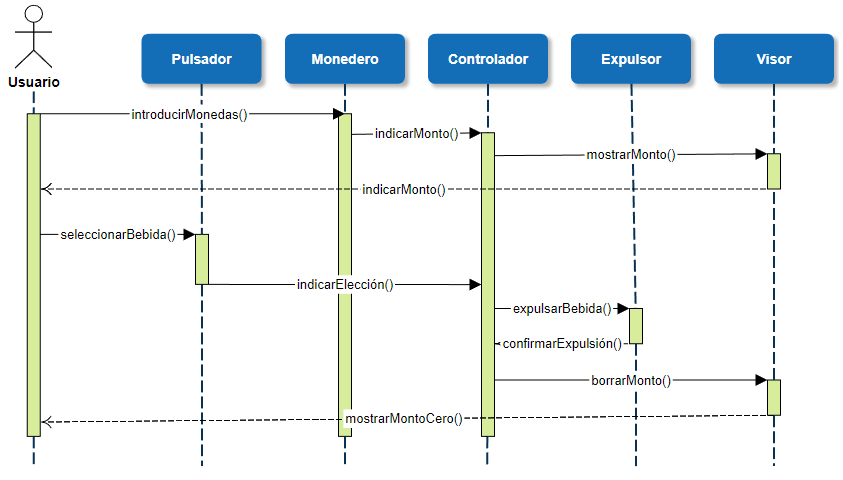 Usuario
Pulsador
Monedero
Controlador
Expulsor
Visor
introducirMonedas()
indicarMonto()
mostrarMonto()
indicarMonto()
seleccionarBebida()
indicarElección()
expulsarBebida()
confirmarExpulsión()
borrarMonto()
mostrarMontoCero()